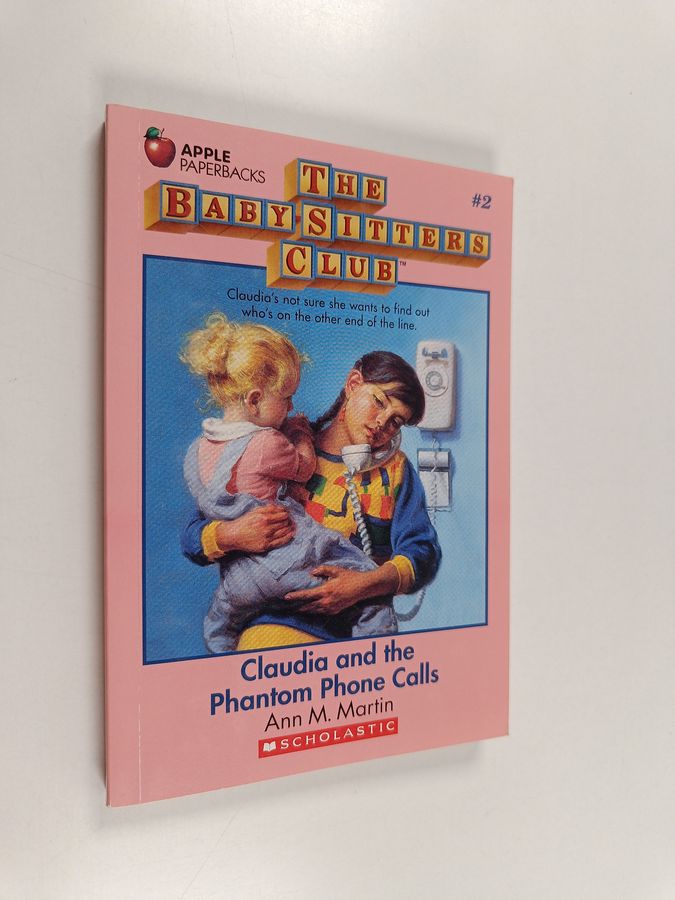 APPLE
PAPERBACKS
#2
THE
BABY-SITTERS
CLUB™
Claudia's not sure she wants to find out
who's on the other end of the line.
Claudia and the
Phantom Phone Calls
Ann M. Martin
SCHOLASTIC